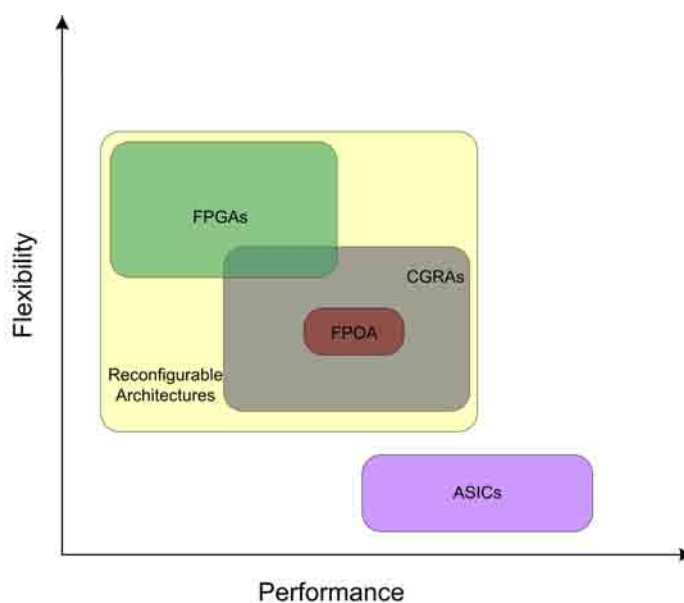 FPGAs
CGRAs
FPOA
Reconfigurable
Architectures
ASICs
Flexibility
Performance